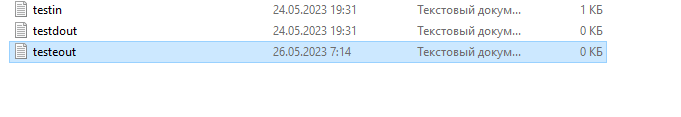 testin 24.05.2023 19:31 Текстовый докум... 1 КБ
testdout 24.05.2023 19:31 Текстовый докум... 0 КБ
testeout 26.05.2023 7:14 Текстовый докум... 0 КБ